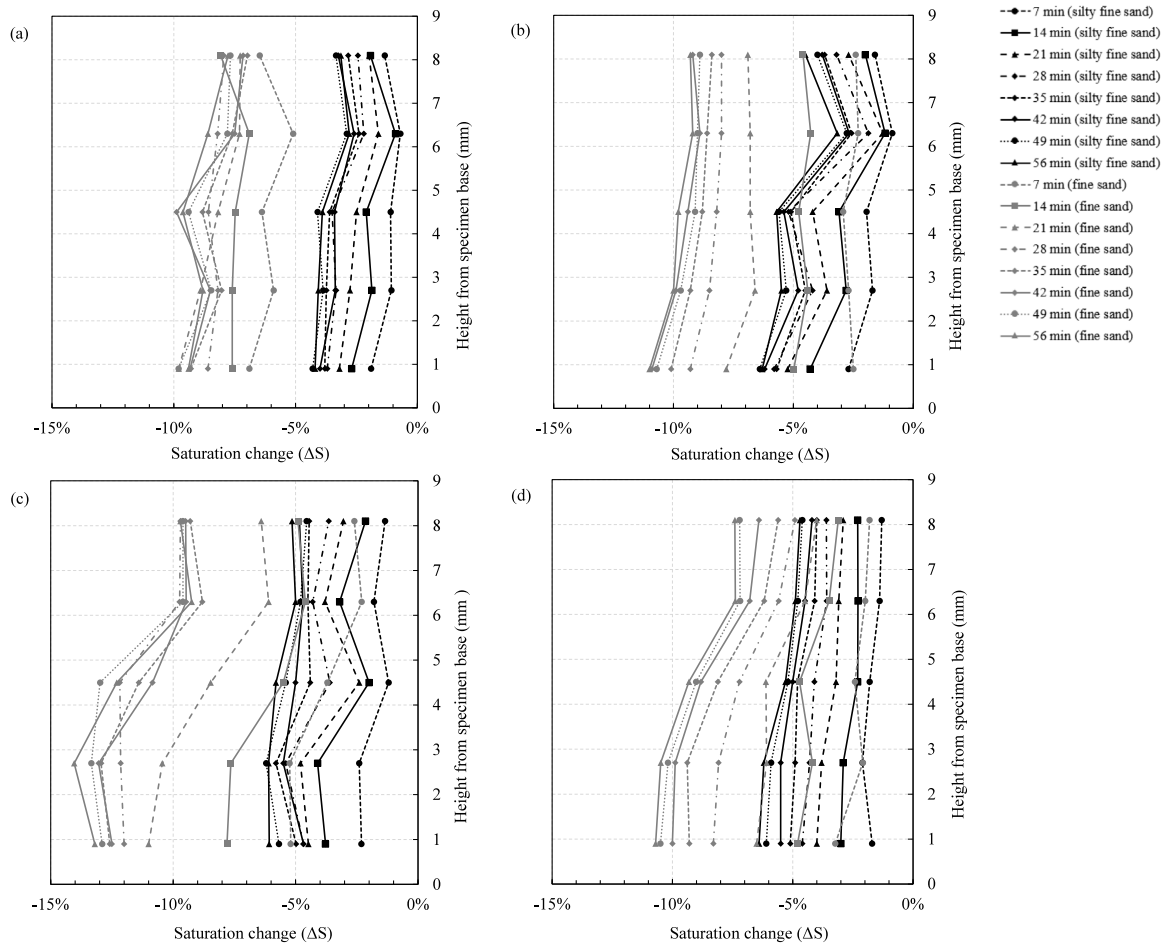 (a)
9
8
7
6
5
4
3
2
1
0
Height from specimen base (mm)
-15%
-10%
-5%
0%
Saturation change (ΔS)
(b)
9
8
7
6
5
4
3
2
1
0
Height from specimen base (mm)
-15%
-10%
-5%
0%
Saturation change (ΔS)
7 min (silty fine sand)
14 min (silty fine sand)
21 min (silty fine sand)
28 min (silty fine sand)
35 min (silty fine sand)
42 min (silty fine sand)
49 min (silty fine sand)
56 min (silty fine sand)
7 min (fine sand)
14 min (fine sand)
21 min (fine sand)
28 min (fine sand)
35 min (fine sand)
42 min (fine sand)
49 min (fine sand)
56 min (fine sand)
(c)
9
8
7
6
5
4
3
2
1
0
Height from specimen base (mm )
-15%
-10%
-5%
0%
Saturation change (ΔS)
(d)
9
8
7
6
5
4
3
2
1
0
Height from specimen base (mm)
-15%
-10%
-5%
0%
Saturation change (ΔS)